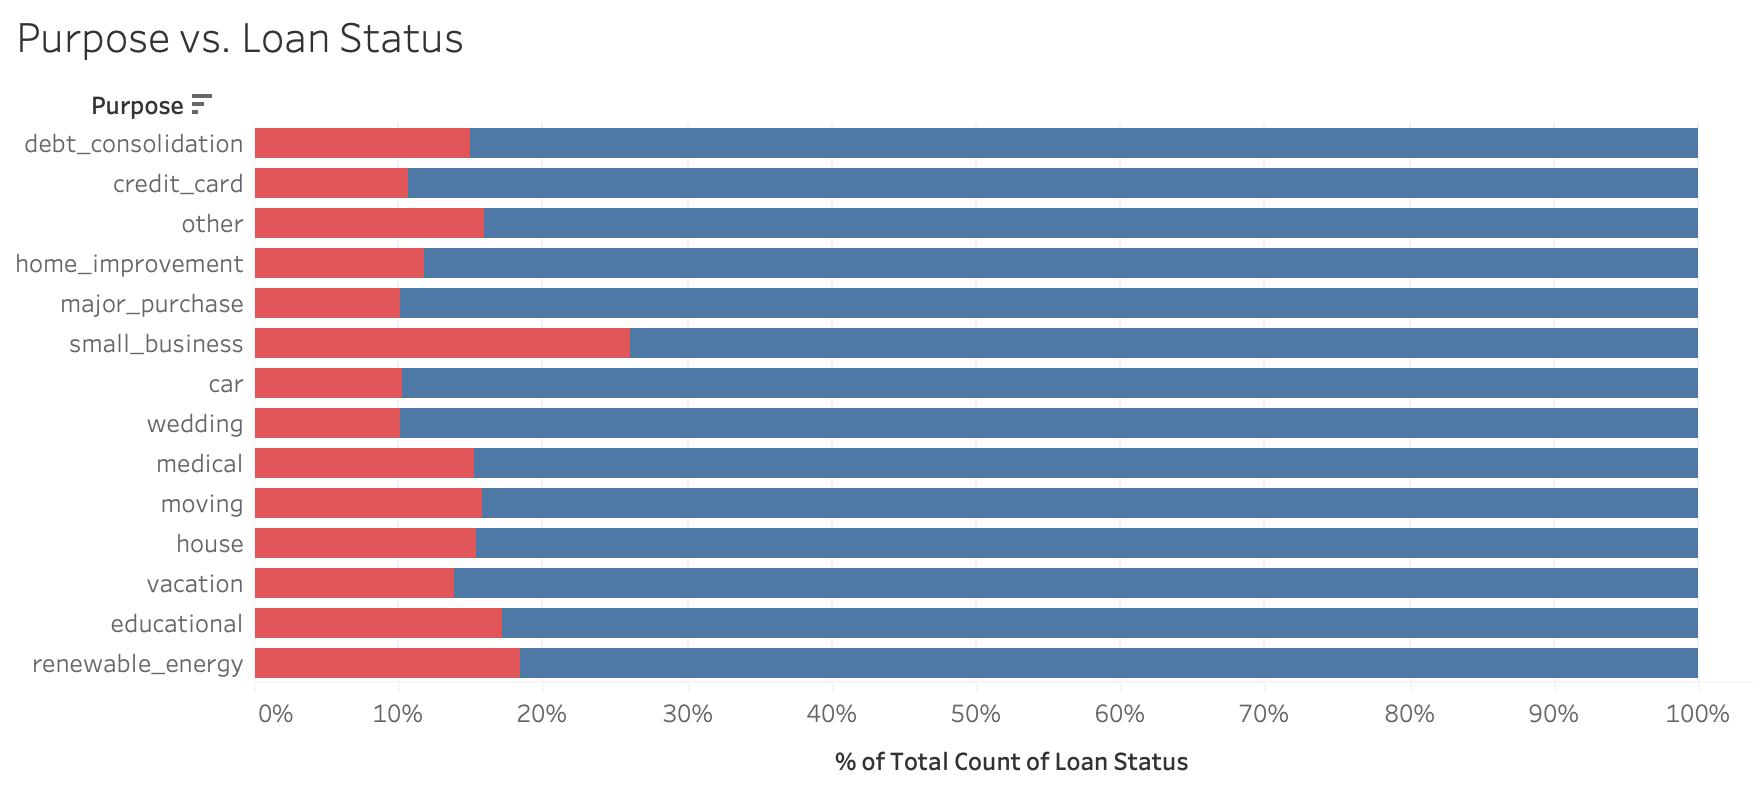 Purpose vs. Loan Status
Purpose
debt_consolidation
credit_card
other
home_improvement
major_purchase
small_business
car
wedding
medical
moving
house
vacation
educational
renewable_energy
0% 10% 20% 30% 40% 50% 60% 70% 80% 90% 100%
% of Total Count of Loan Status